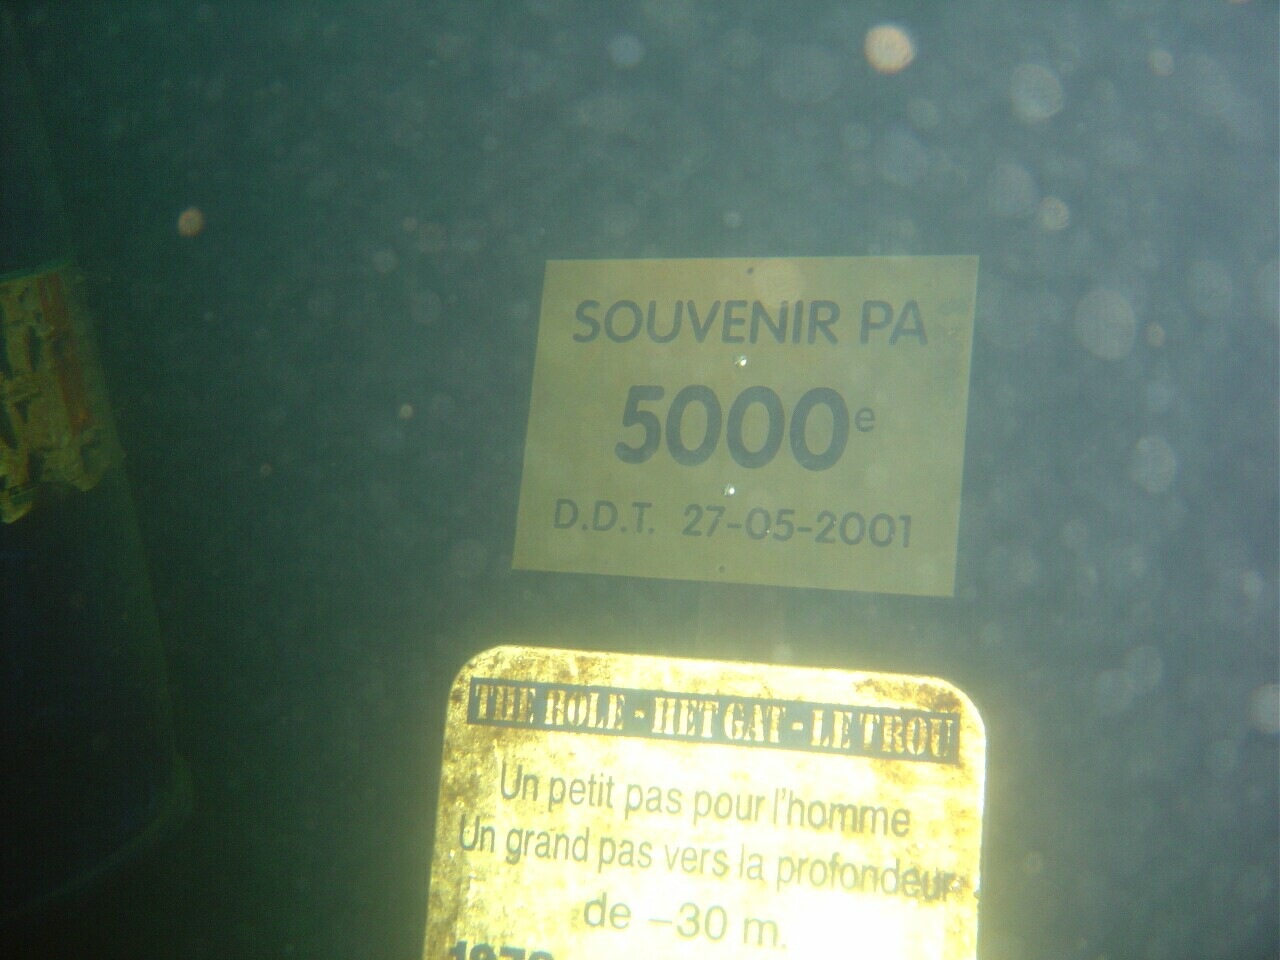 SOUVENIR PA
5000e
D.D.T. 27-05-2001
THE HOLE - HET GAT - LE TROU
Un petit pas pour l'homme
Un grand pas vers la profondeur
de -30 m.